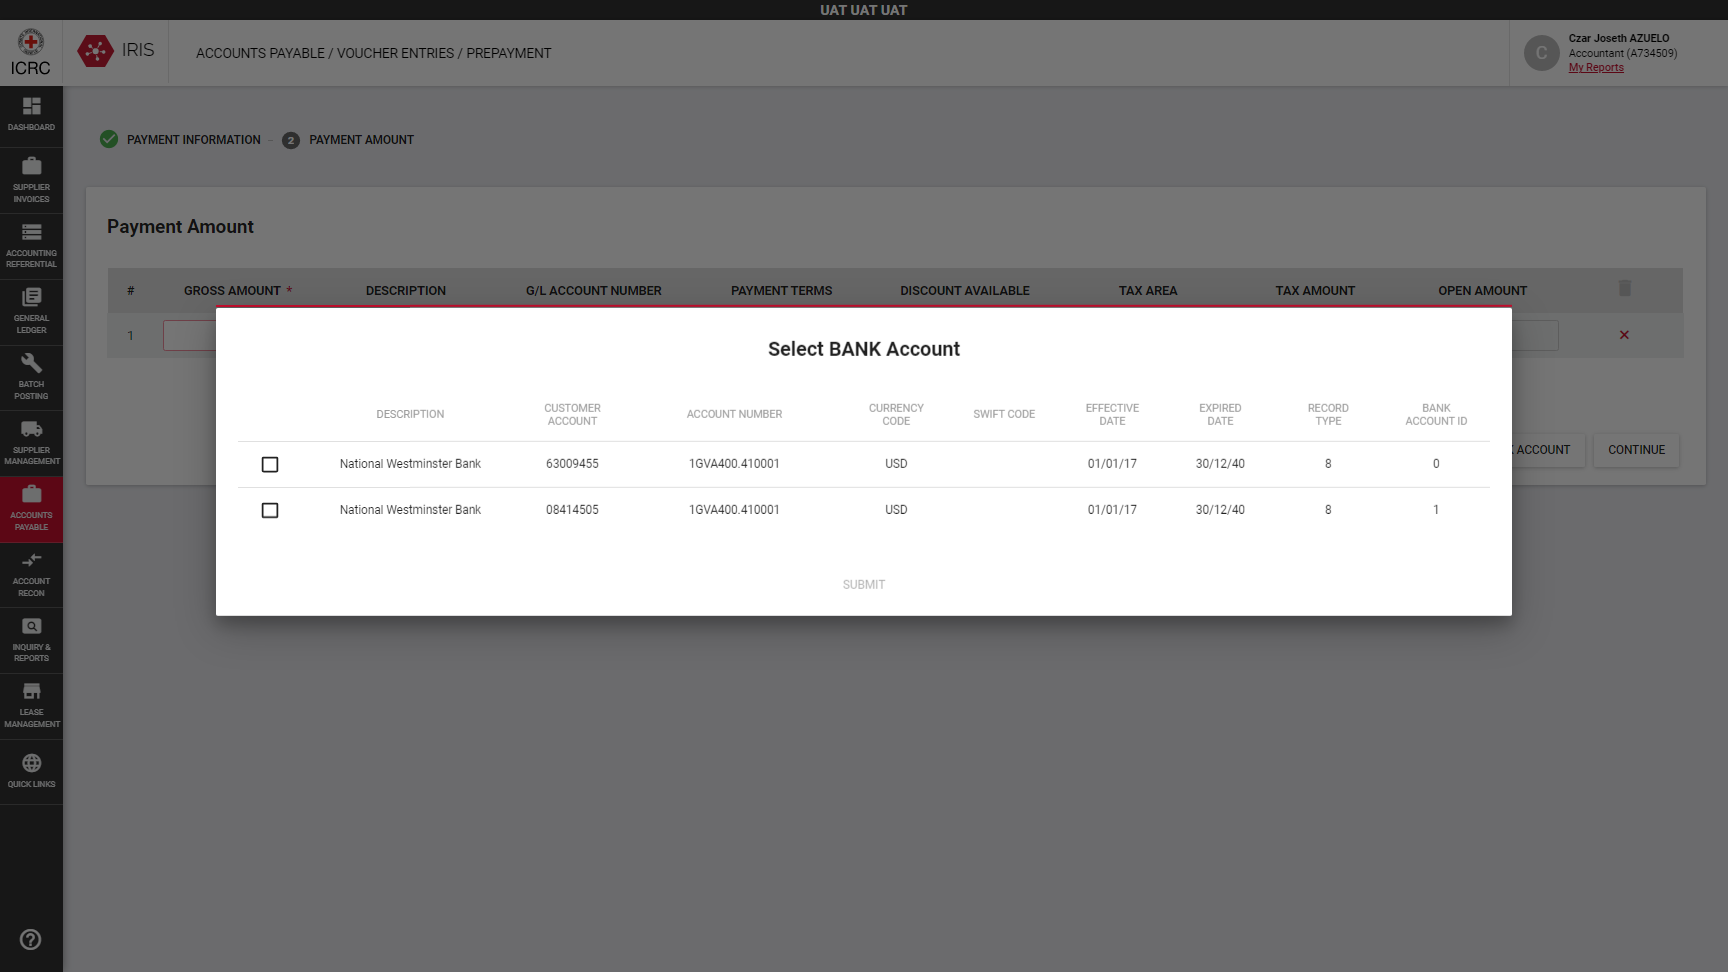 UAT UAT UAT
ICRC
IRIS
ACCOUNTS PAYABLE / VOUCHER ENTRIES / PREPAYMENT
C
Czar Joseth AZUELO
Accountant (A734509)
My Reports
DASHBOARD
SUPPLIER
INVOICES
ACCOUNTING
REFERENTIAL
GENERAL
LEDGER
BATCH
POSTING
SUPPLIER
MANAGEMENT
ACCOUNTS
PAYABLE
ACCOUNT
RECON
INQUIRY &
REPORTS
LEASE
MANAGEMENT
QUICK LINKS
PAYMENT INFORMATION
2 PAYMENT AMOUNT
Payment Amount
# GROSS AMOUNT * DESCRIPTION G/L ACCOUNT NUMBER PAYMENT TERMS DISCOUNT AVAILABLE TAX AREA TAX AMOUNT OPEN AMOUNT
1
ACCOUNT
CONTINUE
Select BANK Account
DESCRIPTION CUSTOMER ACCOUNT ACCOUNT NUMBER CURRENCY CODE SWIFT CODE EFFECTIVE DATE EXPIRED DATE RECORD TYPE BANK ACCOUNT ID
National Westminster Bank 63009455 1GVA400.410001 USD 01/01/17 30/12/40 8 0
National Westminster Bank 08414505 1GVA400.410001 USD 01/01/17 30/12/40 8 1
SUBMIT